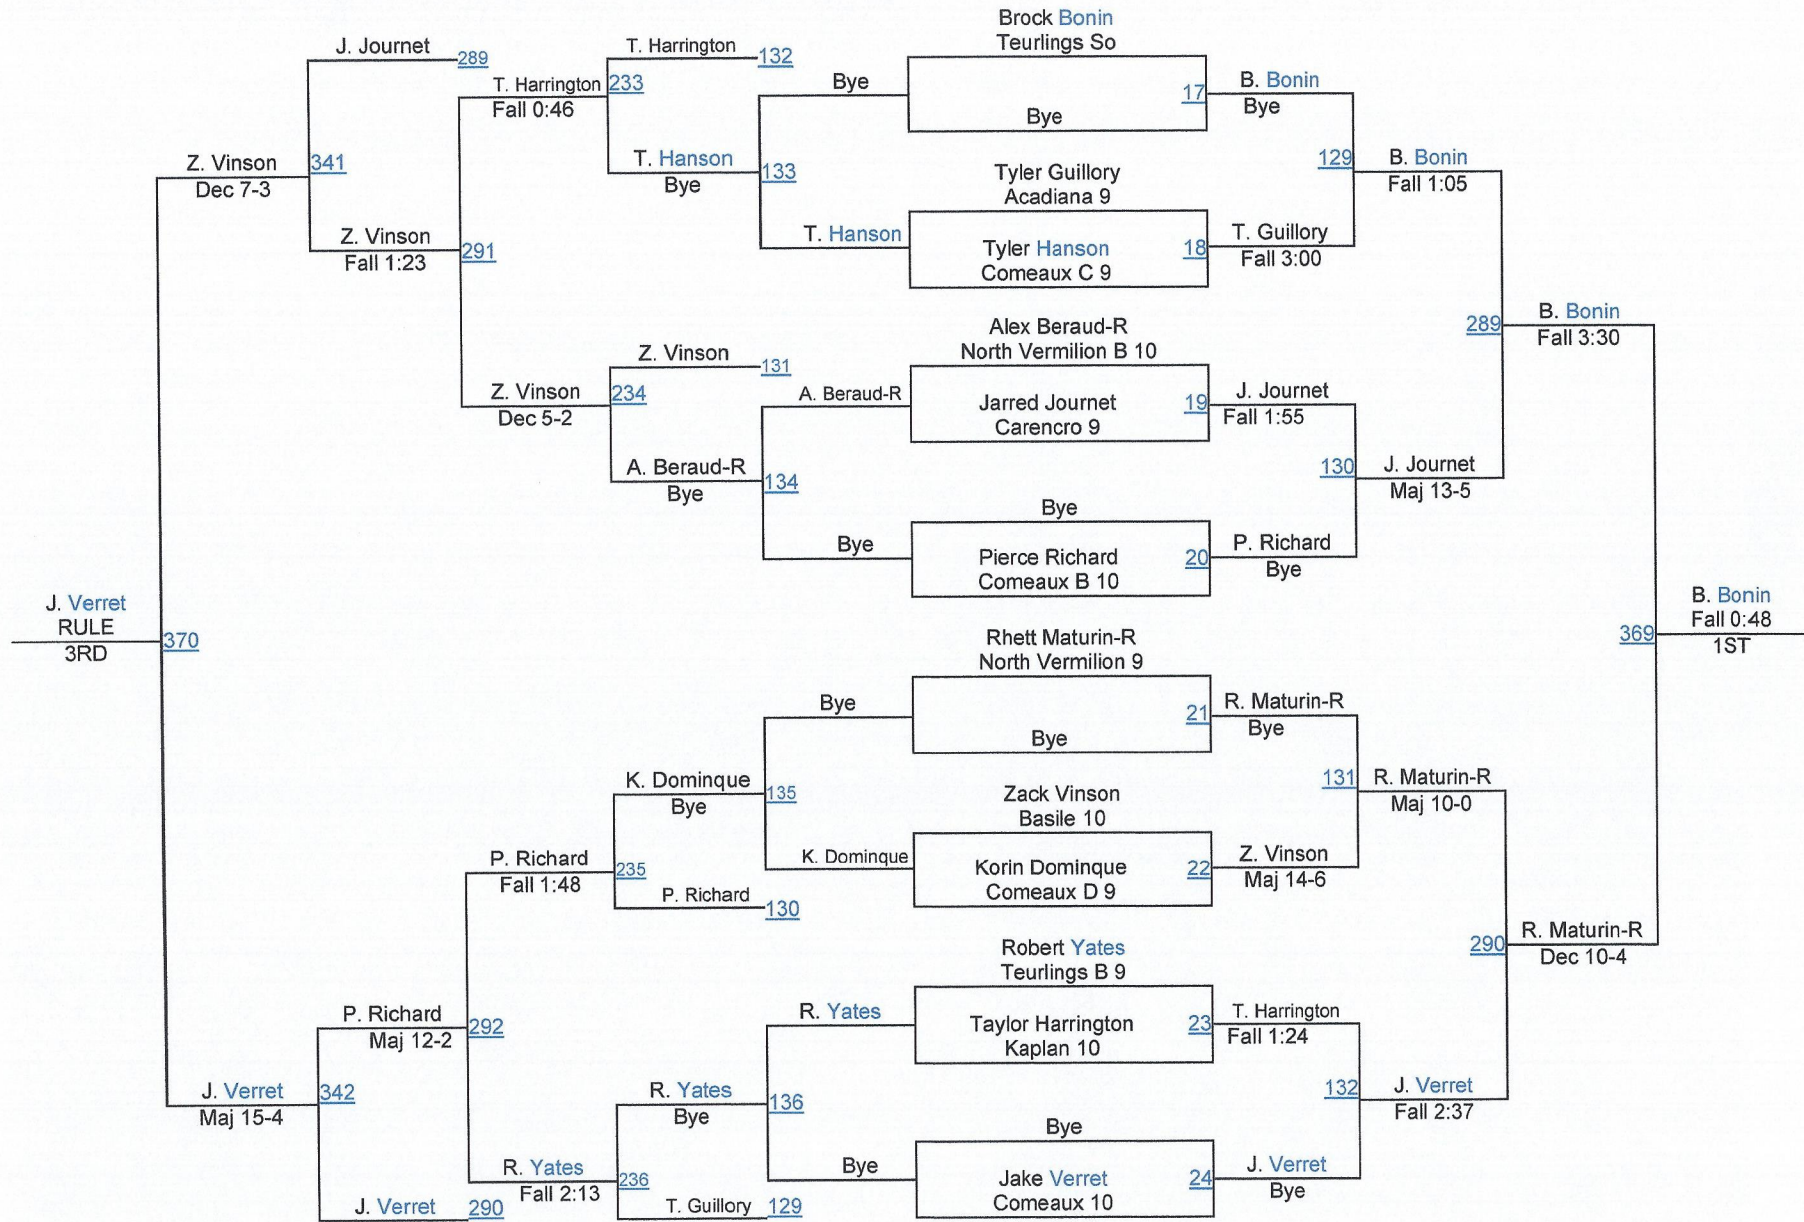 Brock Bonin
Teurlings So
J. Journet
289
T. Harrington
132
T. Harrington
233
Fall 0:46
Bye
17
B. Bonin
Bye
Bye
Z. Vinson
341
Dec 7-3
T. Hanson
133
Bye
Tyler Guillory
Acadiana 9
129
B. Bonin
Fall 1:05
Z. Vinson
291
Fall 1:23
T. Hanson
Tyler Hanson
18
Comeaux C 9
T. Guillory
Fall 3:00
Alex Beraud-R
North Vermilion B 10
289
B. Bonin
Fall 3:30
Z. Vinson
131
Z. Vinson
234
Dec 5-2
A. Beraud-R
Jarred Journet
19
Carencro 9
J. Journet
Fall 1:55
A. Beraud-R
134
Bye
130
J. Journet
Maj 13-5
Bye
Bye
Pierce Richard
20
Comeaux B 10
P. Richard
Bye
J. Verret
RULE
370
3RD
B. Bonin
Fall 0:48
369
1ST
Rhett Maturin-R
North Vermilion 9
Bye
21
Bye
R. Maturin-R
Bye
K. Dominque
135
Bye
Zack Vinson
Basile 10
131
R. Maturin-R
Maj 10-0
P. Richard
235
Fall 1:48
K. Dominque
Korin Dominque
22
Comeaux D 9
Z. Vinson
Maj 14-6
P. Richard
130
Robert Yates
Teurlings B 9
290
R. Maturin-R
Dec 10-4
P. Richard
292
Maj 12-2
R. Yates
Taylor Harrington
23
Kaplan 10
T. Harrington
Fall 1:24
J. Verret
342
Maj 15-4
R. Yates
136
Bye
132
J. Verret
Fall 2:37
Bye
R. Yates
236
Fall 2:13
Bye
Jake Verret
24
Comeaux 10
J. Verret
Bye
J. Verret
290
T. Guillory
129